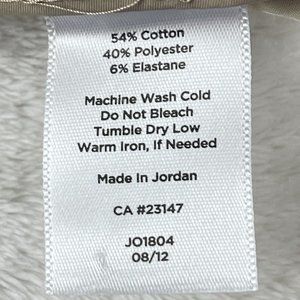 54% Cotton
40% Polyester
6% Elastane
Machine Wash Cold
Do Not Bleach
Tumble Dry Low
Warm Iron, If Needed
Made In Jordan
CA #23147
JO1804
08/12